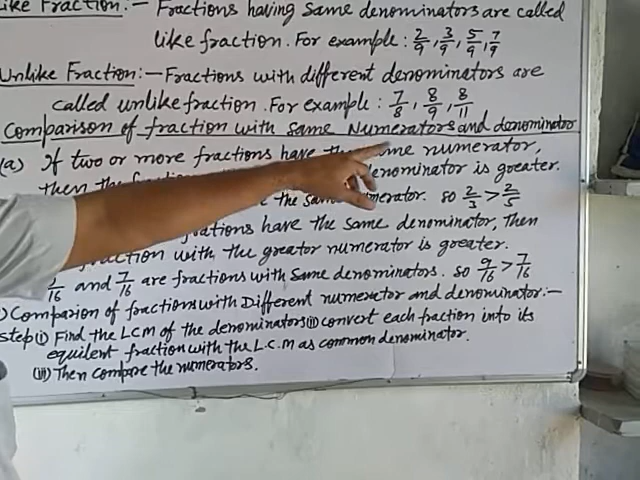 Like Fraction:- Fractions having same denominators are called
like fraction. For example: 2/9, 3/9, 5/9, 7/9
Unlike Fraction:- Fractions with different denominators are
called unlike fraction. For example: 7/8, 8/9, 8/11
Comparison of fraction with same Numerators and denominator
(a) If two or more fractions have the same numerator,
then the denominator is greater.
the same numerator. so 2/3 > 2/5
fractions have the same denominator, Then
fraction with the greator numerator is greater.
9/16 and 7/16 are fractions with same denominators. so 9/16 > 7/16
) Comparion of fractions with Different numerator and denominator:-
step(i) Find the LCM of the denominators (ii) convert each fraction into its
equilent fraction with the L.C.M as common denominator.
(iii) Then compare the numerators.